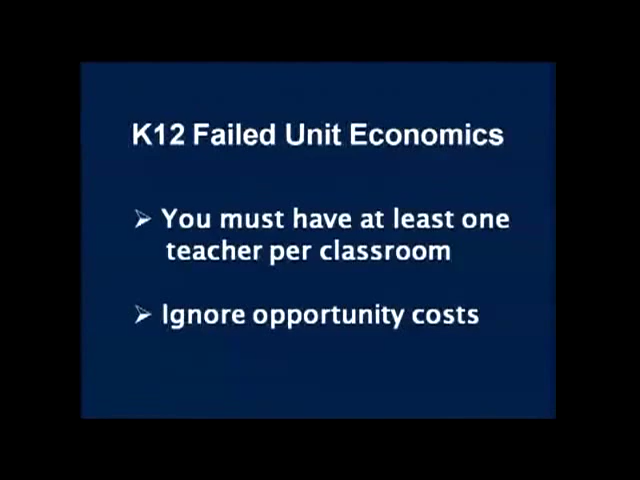 K12 Failed Unit Economics
➢ You must have at least one
teacher per classroom
➢ Ignore opportunity costs